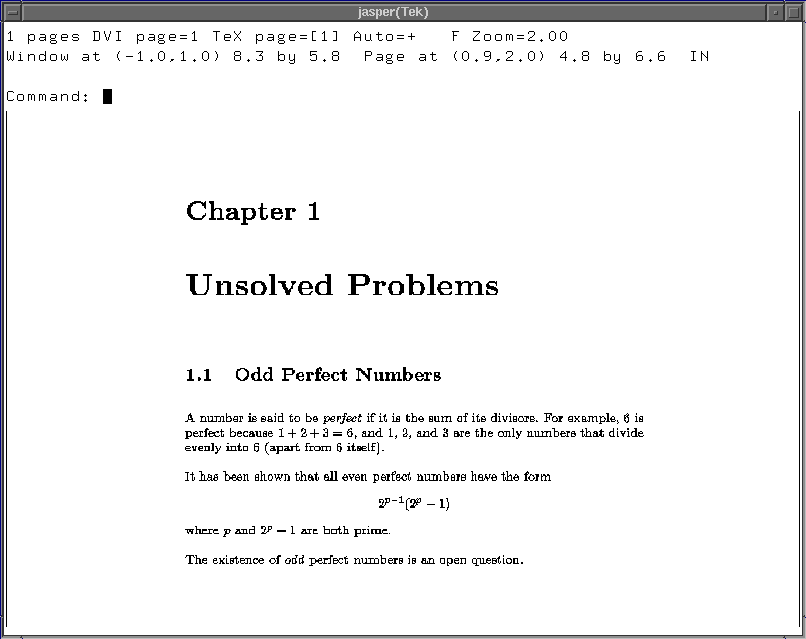 jasper(Tek)
1 pages DVI page=1 TeX page=[1] Auto=+ F Zoom=2.00
Window at (-1.0,1.0) 8.3 by 5.8 Page at (0.9,2.0) 4.8 by 6.6 IN
Command:
Chapter 1
Unsolved Problems
1.1 Odd Perfect Numbers
A number is said to be perfect if it is the sum of its divisors. For example, 6 is
perfect because 1 + 2 + 3 = 6, and 1, 2, and 3 are the only numbers that divide
evenly into 6 (apart from 6 itself).
It has been shown that all even perfect numbers have the form
2^{p−1}(2^p − 1)
where p and 2^p − 1 are both prime.
The existence of odd perfect numbers is an open question.